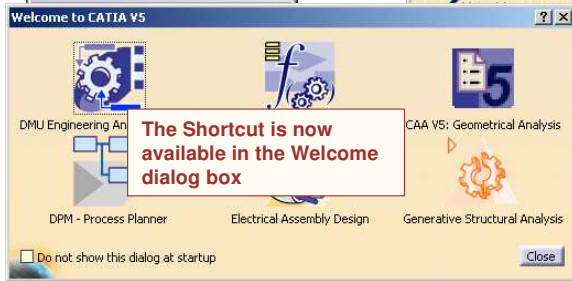 Welcome to CATIA V5
DMU Engineering An
CAA V5: Geometrical Analysis
The Shortcut is now
available in the Welcome
dialog box
DPM - Process Planner
Electrical Assembly Design
Generative Structural Analysis
Do not show this dialog at startup
Close